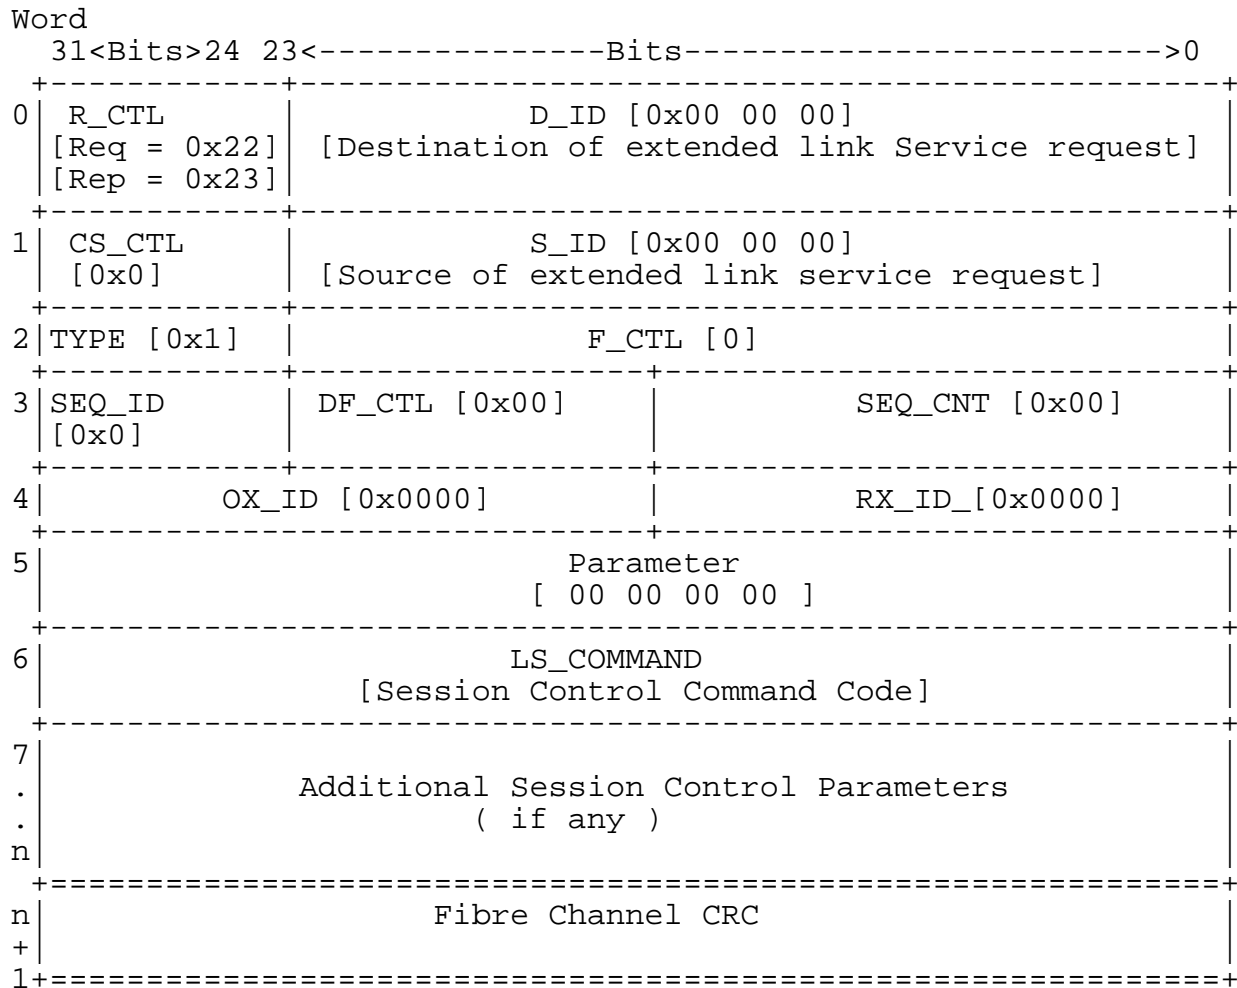 Word
  31<Bits>24 23<---------------Bits------------------------->0
 +------------+------------------------------------------------+
0|  R_CTL     |            D_ID [0x00 00 00]                   |
 |[Req = 0x22]| [Destination of extended link Service request] |
 |[Rep = 0x23]|                                                |
 +------------+------------------------------------------------+
1|  CS_CTL    |            S_ID [0x00 00 00]                   |
 |  [0x0]     | [Source of extended link service request]      |
 +------------+------------------------------------------------+
2|TYPE [0x1]  |               F_CTL [0]                        |
 +------------+------------------+-----------------------------+
3|SEQ_ID      | DF_CTL [0x00]    |          SEQ_CNT [0x00]     |
 |[0x0]       |                  |                             |
 +------------+------------------+-----------------------------+
4|         OX_ID [0x0000]        |          RX_ID_[0x0000]     |
 +-------------------------------+-----------------------------+
5|                           Parameter                         |
 |                         [ 00 00 00 00 ]                     |
 +-------------------------------------------------------------+
6|                        LS_COMMAND                           |
 |                [Session Control Command Code]               |
 +-------------------------------------------------------------+
7|                                                             |
.|             Additional Session Control Parameters           |
.|                      ( if any )                             |
n|                                                             |
 +=============================================================+
n|                    Fibre Channel CRC                        |
+|                                                             |
1+=============================================================+